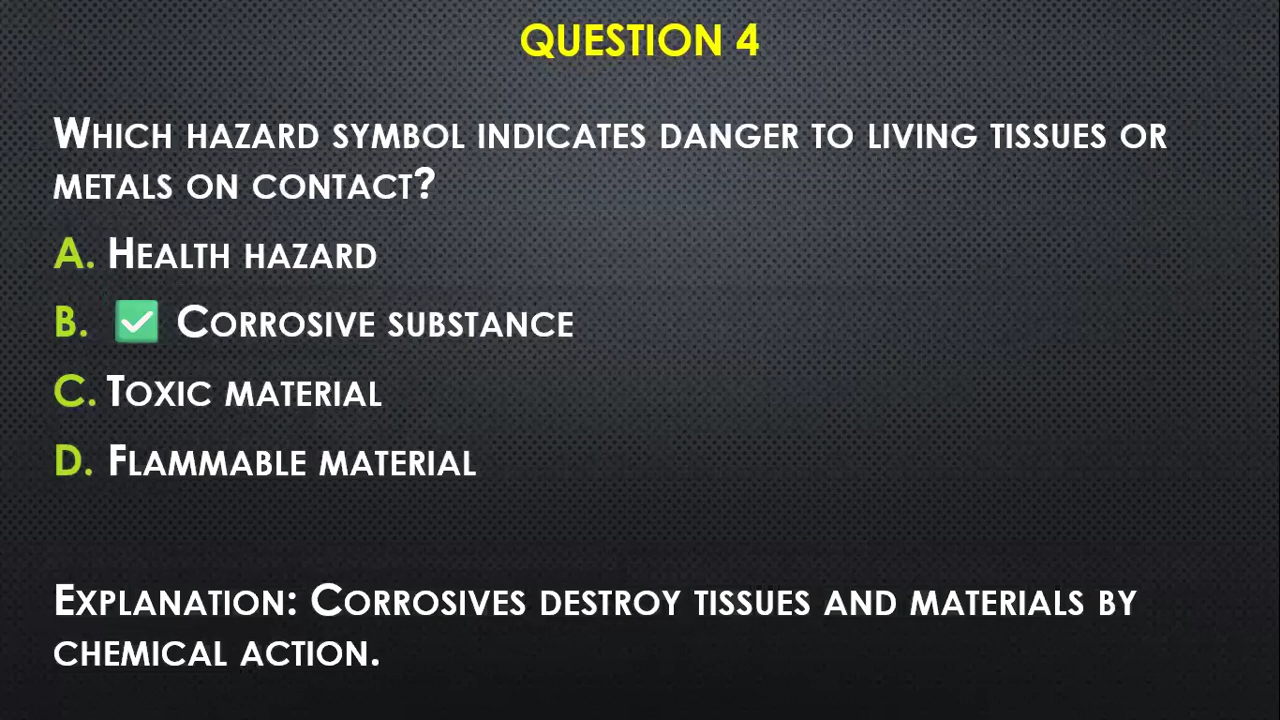 QUESTION 4
Which hazard symbol indicates danger to living tissues or
metals on contact?
A. Health hazard
B. ✅ Corrosive substance
C. Toxic material
D. Flammable material
Explanation: Corrosives destroy tissues and materials by
chemical action.